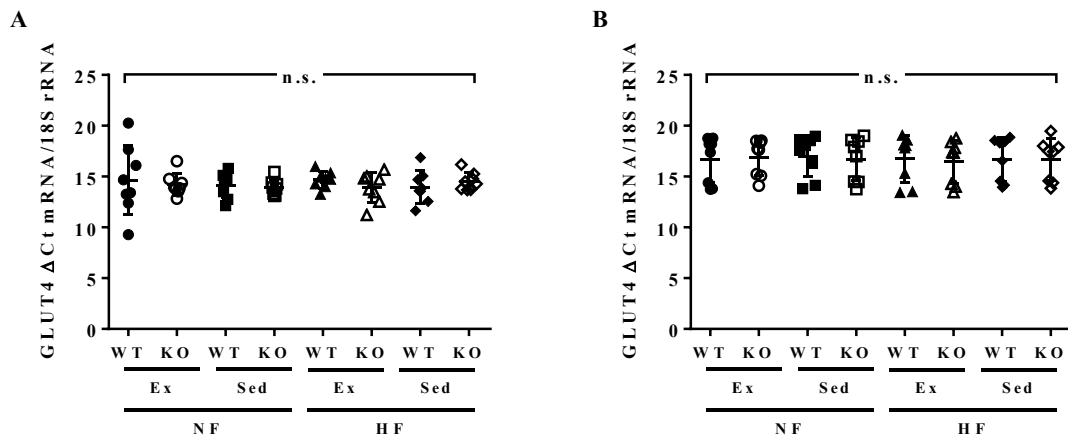 A
GLUT4 ΔCt mRNA/18S rRNA
25
20
15
10
5
0
n.s.
WT KO WT KO WT KO WT KO
Ex Sed Ex Sed
NF HF
B
GLUT4 ΔCt mRNA/18S rRNA
25
20
15
10
5
0
n.s.
WT KO WT KO WT KO WT KO
Ex Sed Ex Sed
NF HF